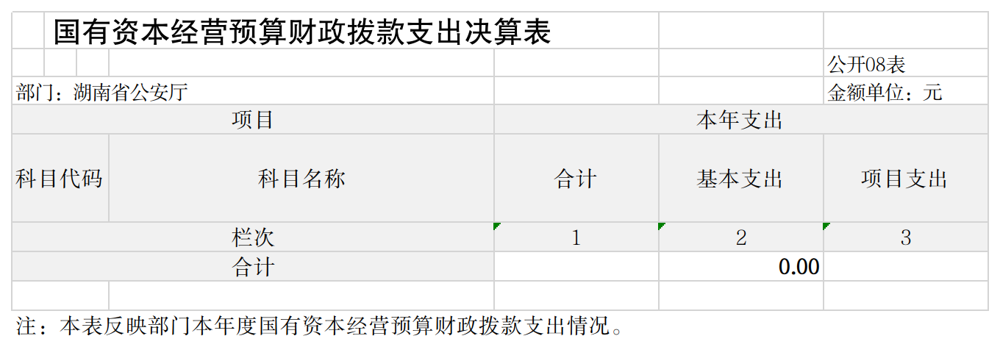 国有资本经营预算财政拨款支出决算表
公开08表
部门：湖南省公安厅 金额单位：元
项目 本年支出
科目代码 科目名称 合计 基本支出 项目支出
栏次 1 2 3
合计 0.00
注：本表反映部门本年度国有资本经营预算财政拨款支出情况。